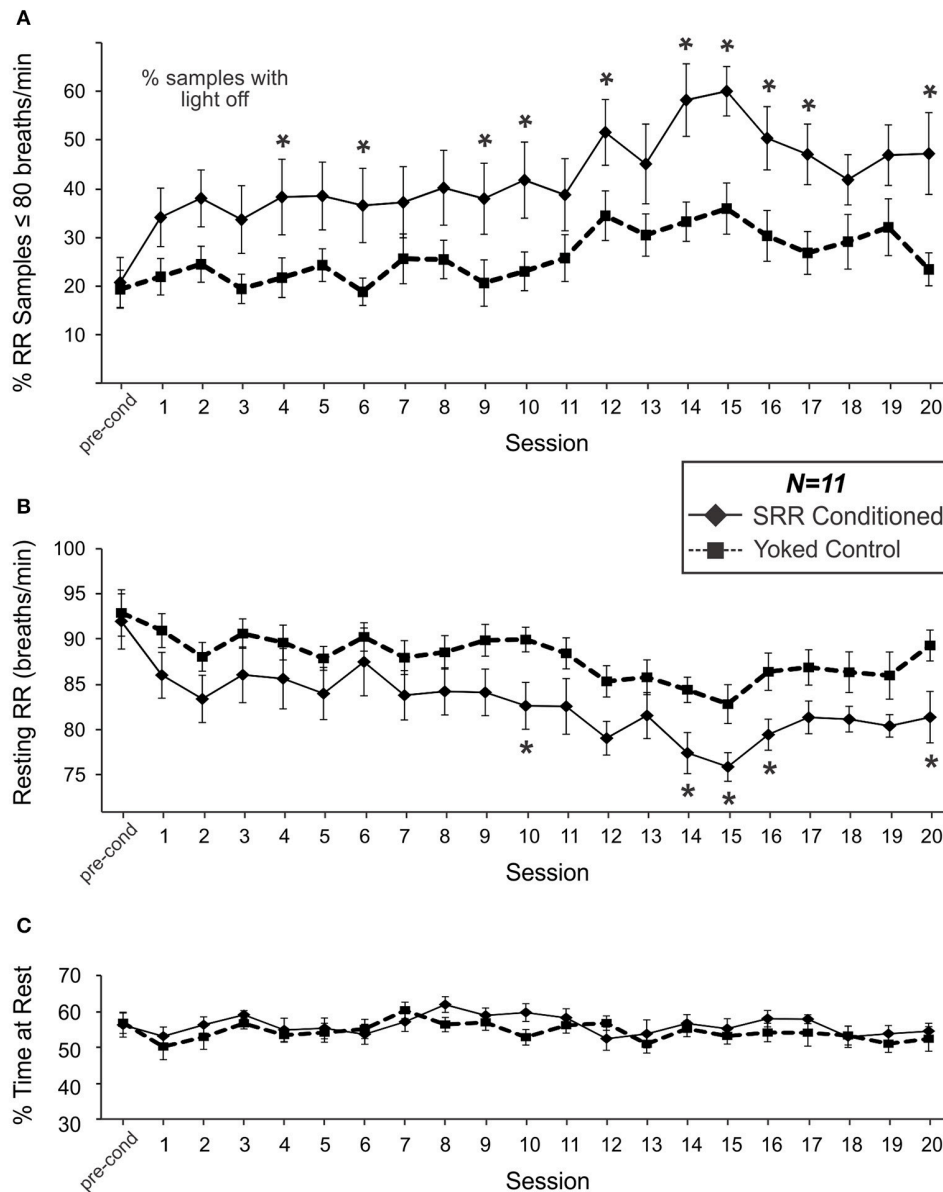 A
% samples with
light off
% RR Samples ≤ 80 breaths/min
60
50
40
30
20
10
* * * * * * * * * *
pre-cond 1 2 3 4 5 6 7 8 9 10 11 12 13 14 15 16 17 18 19 20
Session
N=11
SRR Conditioned
Yoked Control
B
Resting RR (breaths/min)
100
95
90
85
80
75
* * * * *
pre-cond 1 2 3 4 5 6 7 8 9 10 11 12 13 14 15 16 17 18 19 20
Session
C
% Time at Rest
70
60
50
40
30
pre-cond 1 2 3 4 5 6 7 8 9 10 11 12 13 14 15 16 17 18 19 20
Session